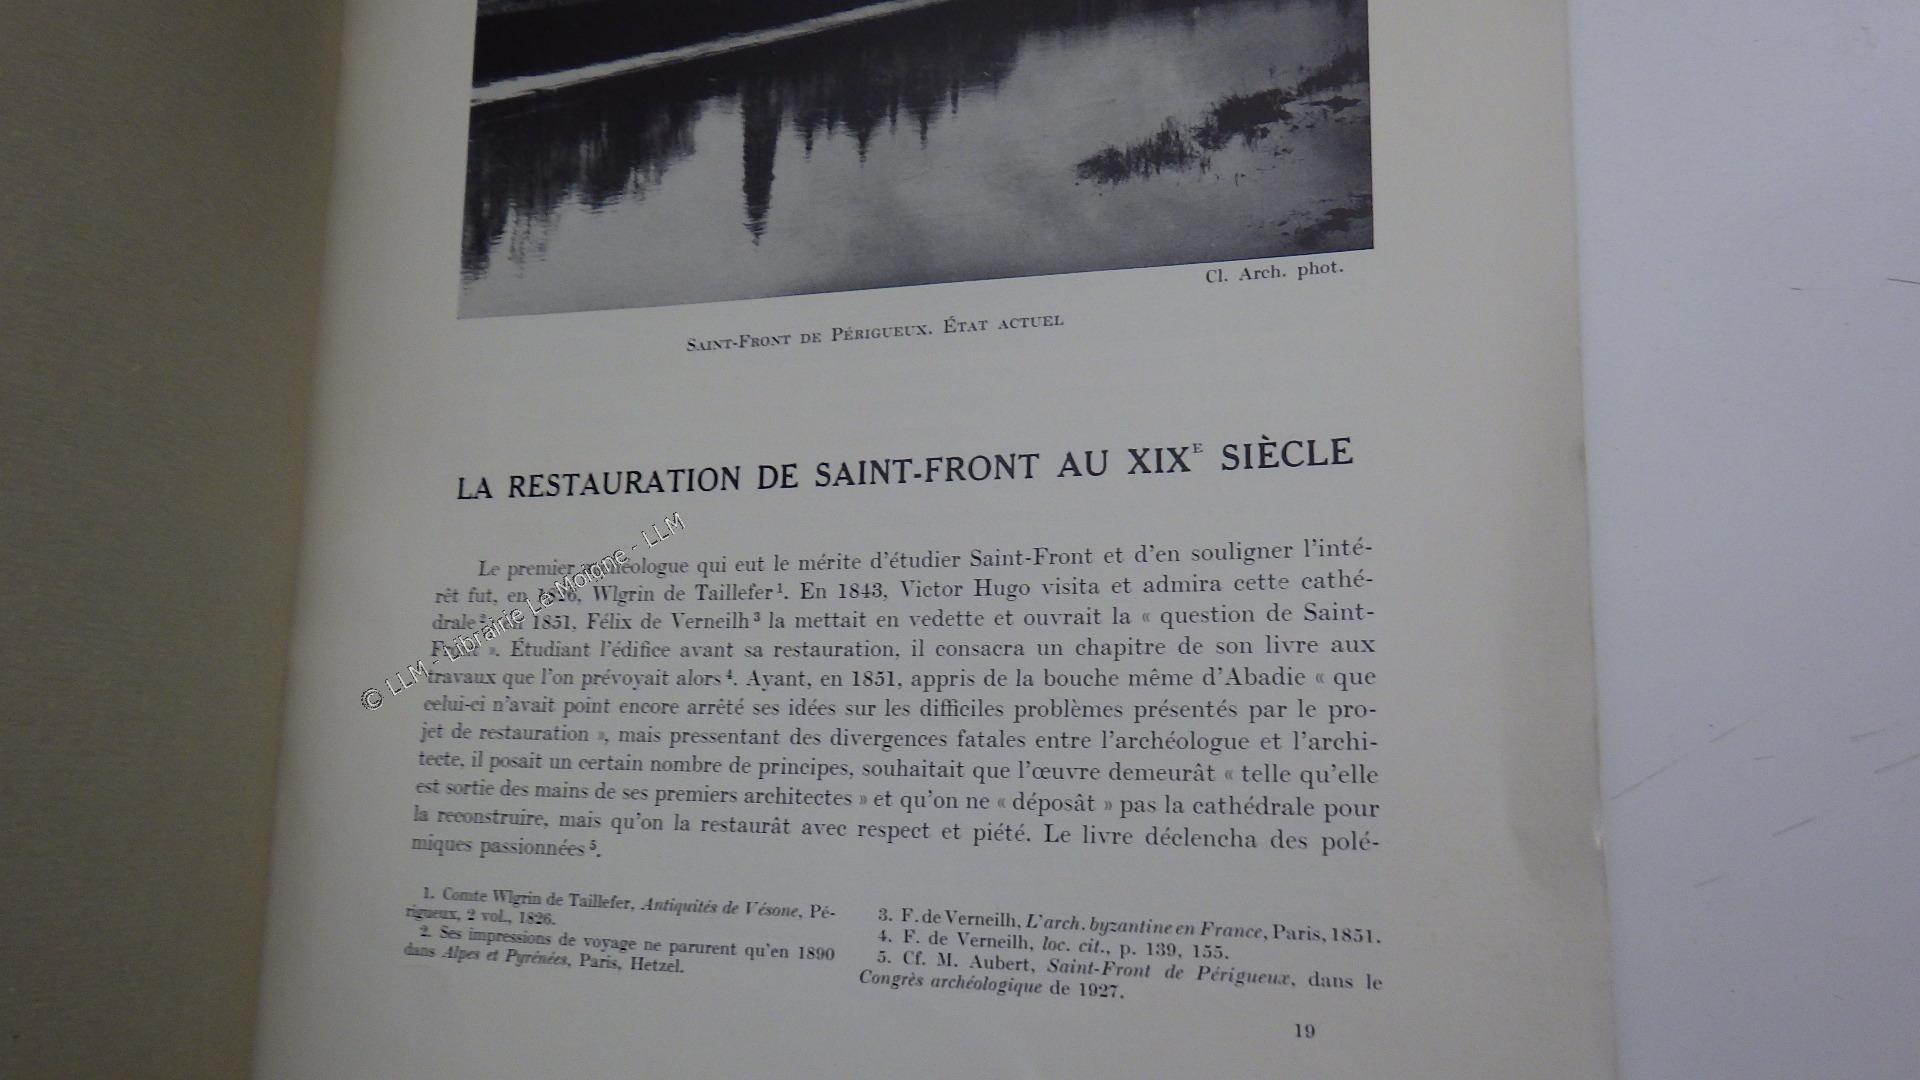 Cl. Arch. phot.
Saint-Front de Périgueux. État actuel
LA RESTAURATION DE SAINT-FRONT AU XIXE SIÈCLE
Le premier archéologue qui eut le mérite d'étudier Saint-Front et d'en souligner l'inté-
rêt fut, en 1826, Wlgrin de Taillefer¹. En 1843, Victor Hugo visita et admira cette cathé-
drale². En 1851, Félix de Verneilh³ la mettait en vedette et ouvrait la « question de Saint-
Front ». Étudiant l'édifice avant sa restauration, il consacra un chapitre de son livre aux
travaux que l'on prévoyait alors⁴. Ayant, en 1851, appris de la bouche même d'Abadie « que
celui-ci n'avait point encore arrêté ses idées sur les difficiles problèmes présentés par le pro-
jet de restauration », mais pressentant des divergences fatales entre l'archéologue et l'archi-
tecte, il posait un certain nombre de principes, souhaitait que l'œuvre demeurât « telle qu'elle
est sortie des mains de ses premiers architectes » et qu'on ne « déposât » pas la cathédrale pour
la reconstruire, mais qu'on la restaurât avec respect et piété. Le livre déclencha des polé-
miques passionnées⁵.
1. Comte Wlgrin de Taillefer, Antiquités de Vésone, Pé-
rigueux, 2 vol., 1826.
2. Ses impressions de voyage ne parurent qu'en 1890
dans Alpes et Pyrénées, Paris, Hetzel.
3. F. de Verneilh, L'arch. byzantine en France, Paris, 1851.
4. F. de Verneilh, loc. cit., p. 139, 155.
5. Cf. M. Aubert, Saint-Front de Périgueux, dans le
Congrès archéologique de 1927.
19
© LLM - Librairie Le Moigne - LLM